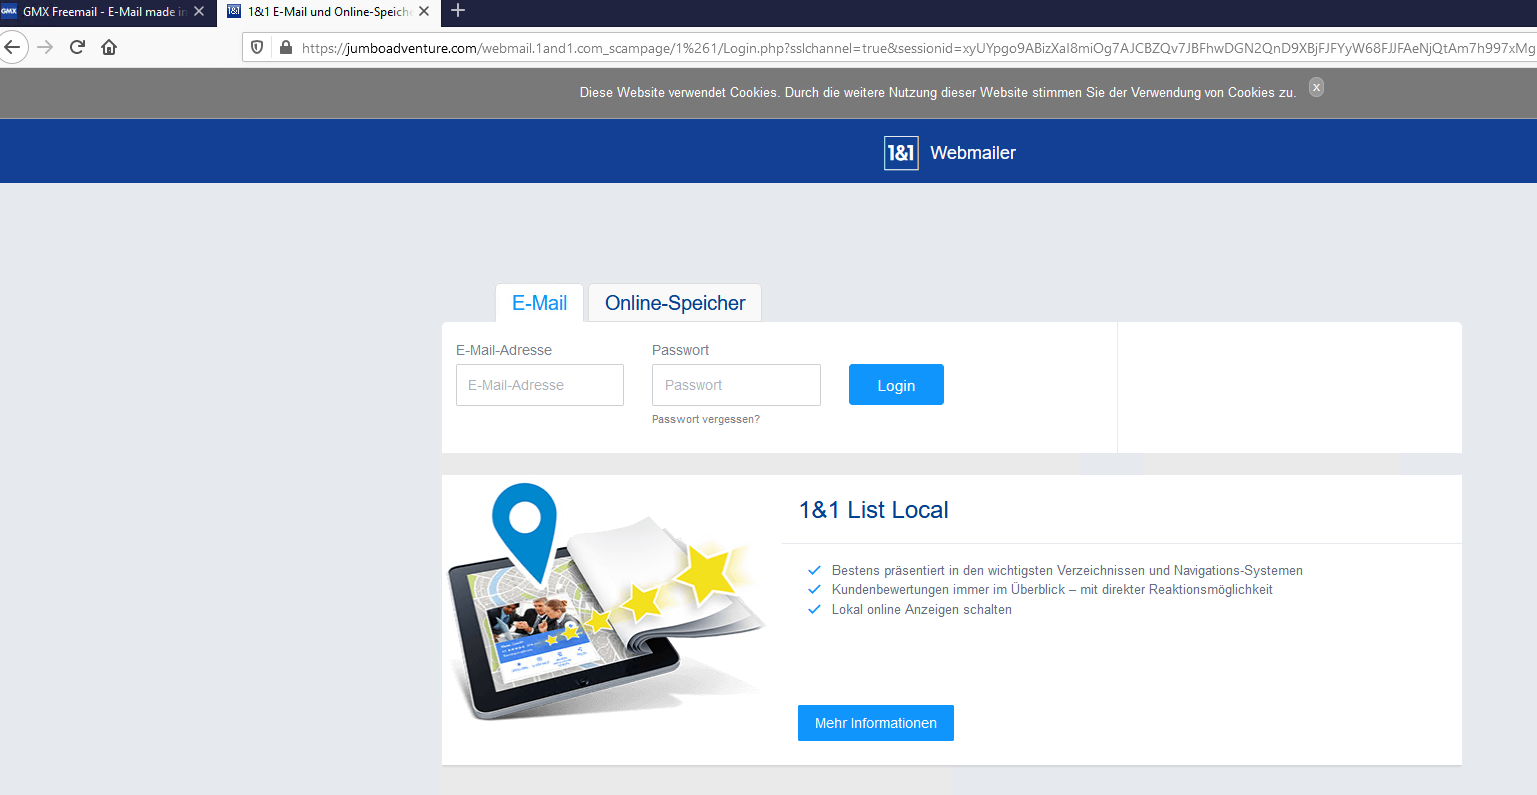 GMX GMX Freemail - E-Mail made in
1&1 1&1 E-Mail und Online-Speiche
https://jumboadventure.com/webmail.1and1.com_scampage/1%261/Login.php?sslchannel=true&sessionid=xyUYpgo9ABizXaI8miOg7AJCBZQv7JBFhwDGN2QnD9XBjFJFYyW68FJJFAeNjQtAm7h997xMg
Diese Website verwendet Cookies. Durch die weitere Nutzung dieser Website stimmen Sie der Verwendung von Cookies zu. x
1&1 Webmailer
E-Mail Online-Speicher
E-Mail-Adresse Passwort
E-Mail-Adresse Passwort Login
Passwort vergessen?
1&1 List Local
Bestens präsentiert in den wichtigsten Verzeichnissen und Navigations-Systemen
Kundenbewertungen immer im Überblick – mit direkter Reaktionsmöglichkeit
Lokal online Anzeigen schalten
Mehr Informationen